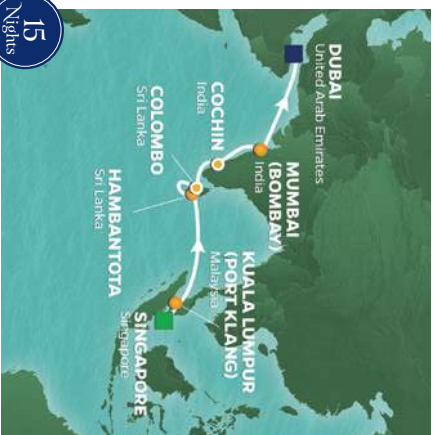 15
Nights
DUBAI
United Arab Emirates
MUMBAI
(BOMBAY)
India
COCHIN
India
COLOMBO
Sri Lanka
HAMBANTOTA
Sri Lanka
KUALA LUMPUR
(PORT KLANG)
Malaysia
SINGAPORE
Singapore